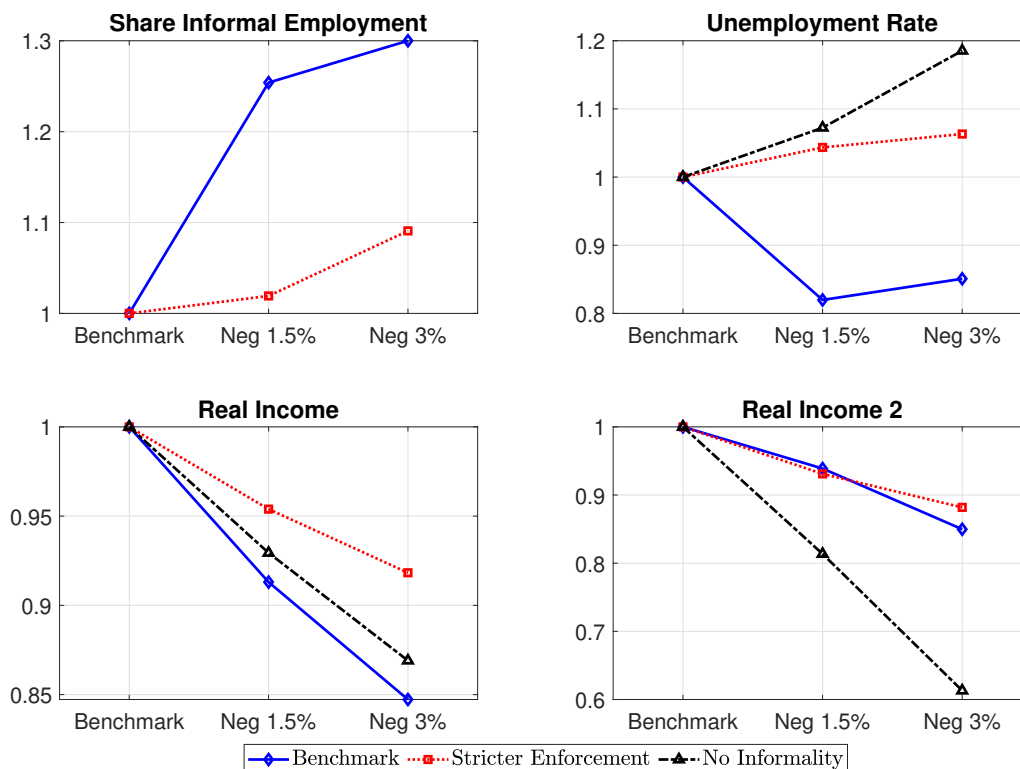 Share Informal Employment
1.3
1.2
1.1
1
Benchmark Neg 1.5% Neg 3%
Unemployment Rate
1.2
1.1
1
0.9
0.8
Benchmark Neg 1.5% Neg 3%
Real Income
1
0.95
0.9
0.85
Benchmark Neg 1.5% Neg 3%
Real Income 2
1
0.9
0.8
0.7
0.6
Benchmark Neg 1.5% Neg 3%
Benchmark Stricter Enforcement No Informality